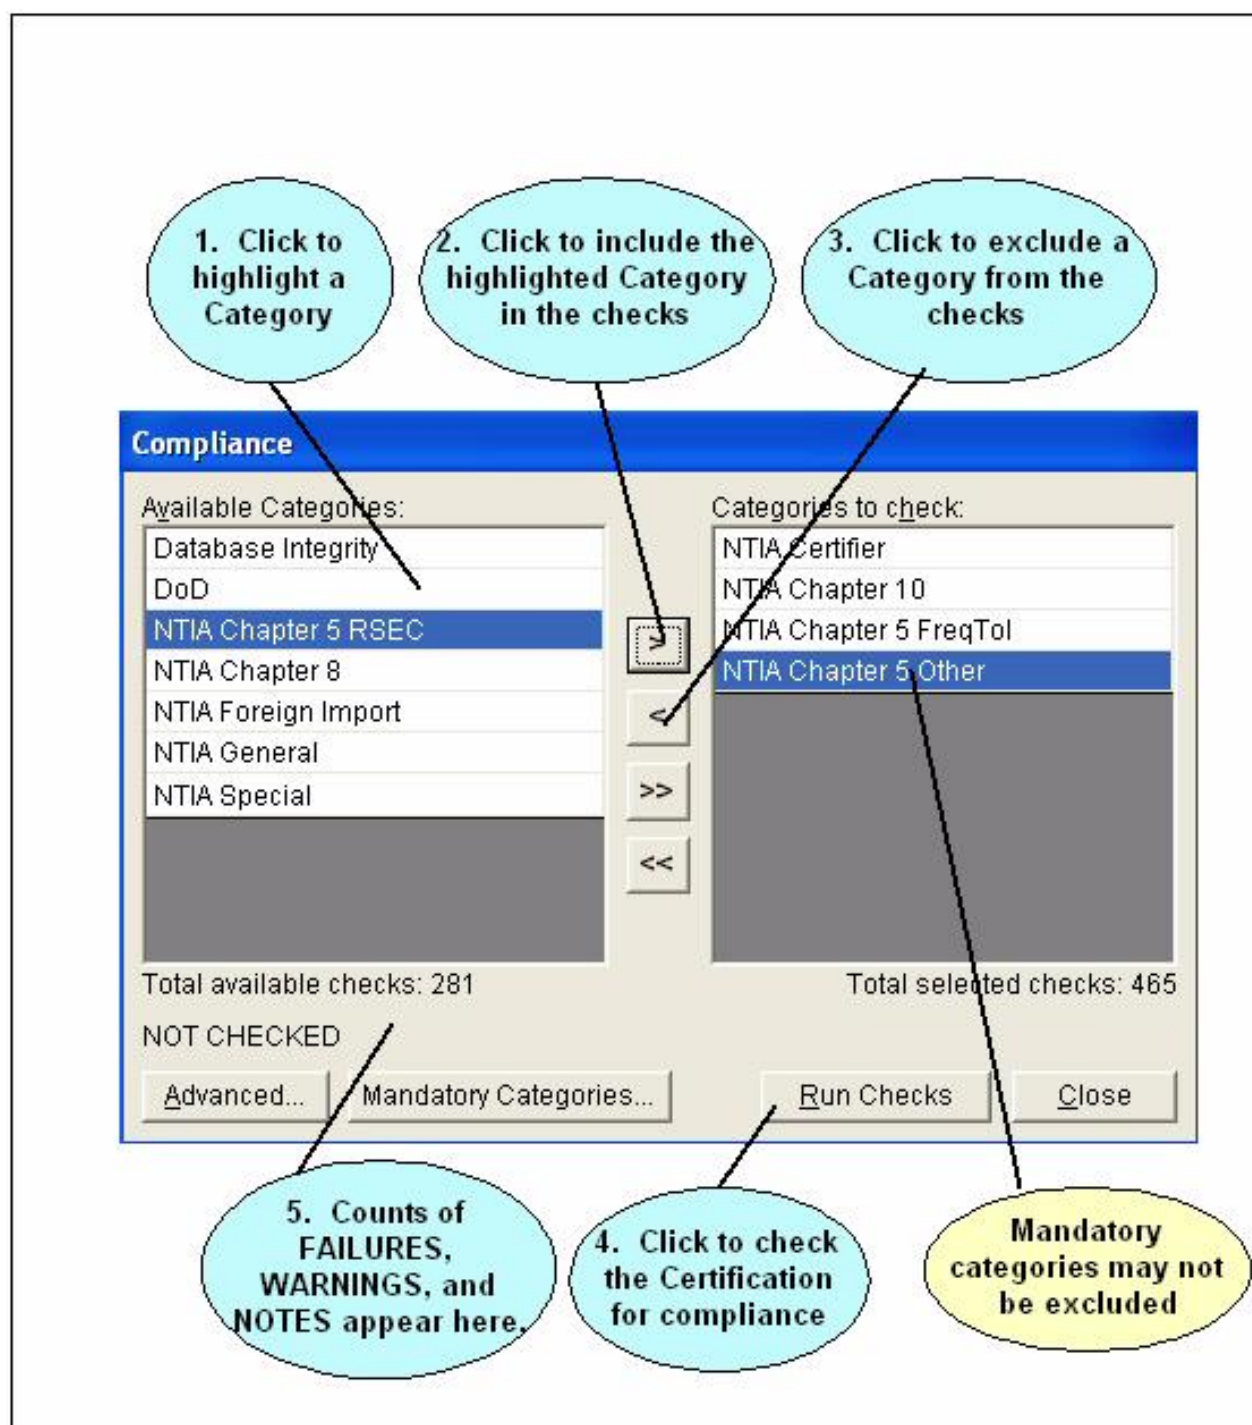 1. Click to
highlight a
Category
2. Click to include the
highlighted Category
in the checks
3. Click to exclude a
Category from the
checks
Compliance
Available Categories:
Database Integrity
DoD
NTIA Chapter 5 RSEC
NTIA Chapter 8
NTIA Foreign Import
NTIA General
NTIA Special
>
<
>>
<<
Categories to check:
NTIA Certifier
NTIA Chapter 10
NTIA Chapter 5 FreqTol
NTIA Chapter 5 Other
Total available checks: 281
Total selected checks: 465
NOT CHECKED
Advanced...
Mandatory Categories...
Run Checks
Close
5. Counts of
FAILURES,
WARNINGS, and
NOTES appear here.
4. Click to check
the Certification
for compliance
Mandatory
categories may not
be excluded